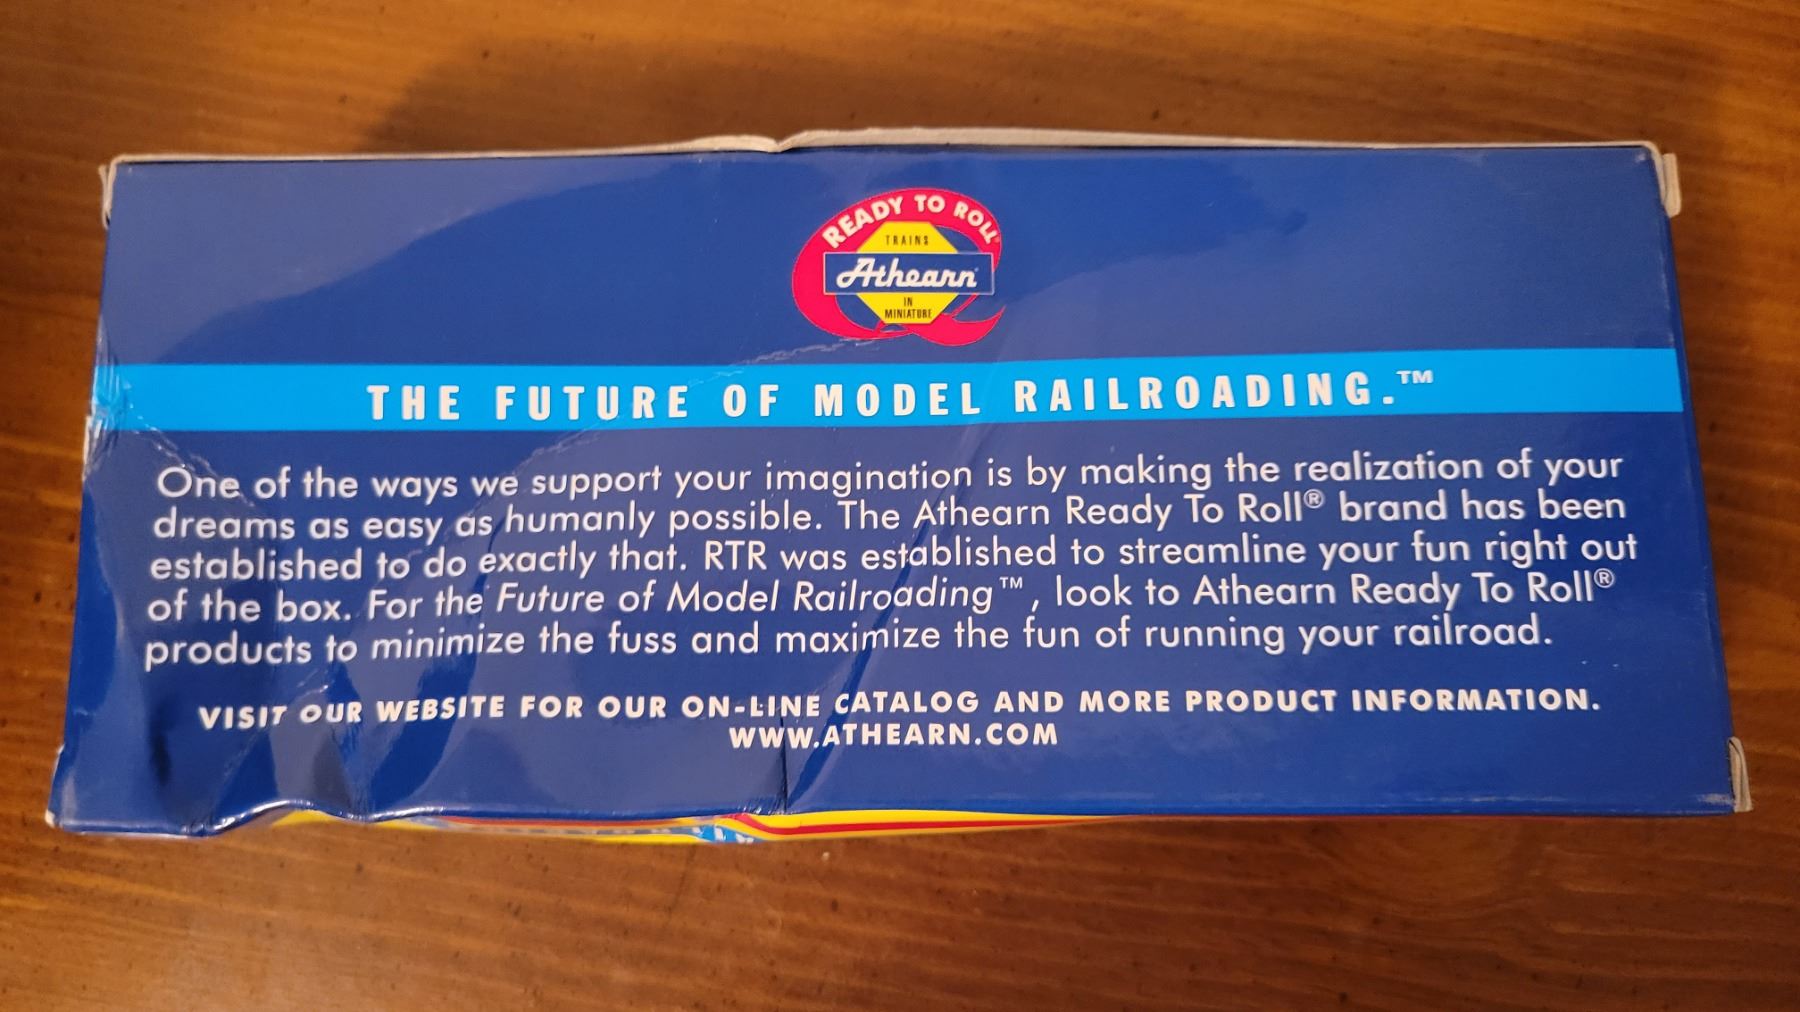 READY TO ROLL®
TRAINS
Athearn®
IN
MINIATURE
THE FUTURE OF MODEL RAILROADING.™
One of the ways we support your imagination is by making the realization of your
dreams as easy as humanly possible. The Athearn Ready To Roll® brand has been
established to do exactly that. RTR was established to streamline your fun right out
of the box. For the Future of Model Railroading™, look to Athearn Ready To Roll®
products to minimize the fuss and maximize the fun of running your railroad.
VISIT OUR WEBSITE FOR OUR ON-LINE CATALOG AND MORE PRODUCT INFORMATION.
WWW.ATHEARN.COM